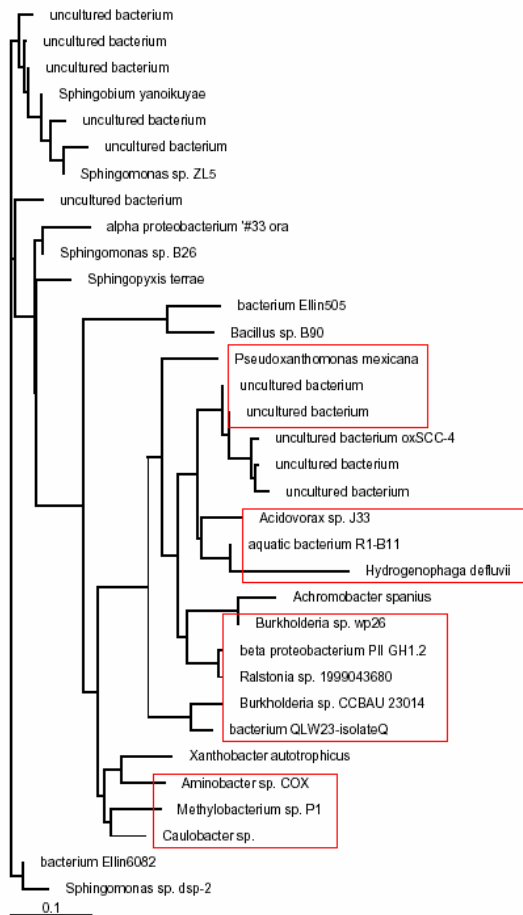 uncultured bacterium
uncultured bacterium
uncultured bacterium
Sphingobium yanoikuyae
uncultured bacterium
uncultured bacterium
Sphingomonas sp. ZL5
uncultured bacterium
alpha proteobacterium '#33 ora
Sphingomonas sp. B26
Sphingopyxis terrae
bacterium Ellin505
Bacillus sp. B90
Pseudoxanthomonas mexicana
uncultured bacterium
uncultured bacterium
uncultured bacterium oxSCC-4
uncultured bacterium
uncultured bacterium
Acidovorax sp. J33
aquatic bacterium R1-B11
Hydrogenophaga defluvii
Achromobacter spanius
Burkholderia sp. wp26
beta proteobacterium PII GH1.2
Ralstonia sp. 1999043680
Burkholderia sp. CCBAU 23014
bacterium QLW23-isolateQ
Xanthobacter autotrophicus
Aminobacter sp. COX
Methylobacterium sp. P1
Caulobacter sp.
bacterium Ellin6082
Sphingomonas sp. dsp-2
0.1